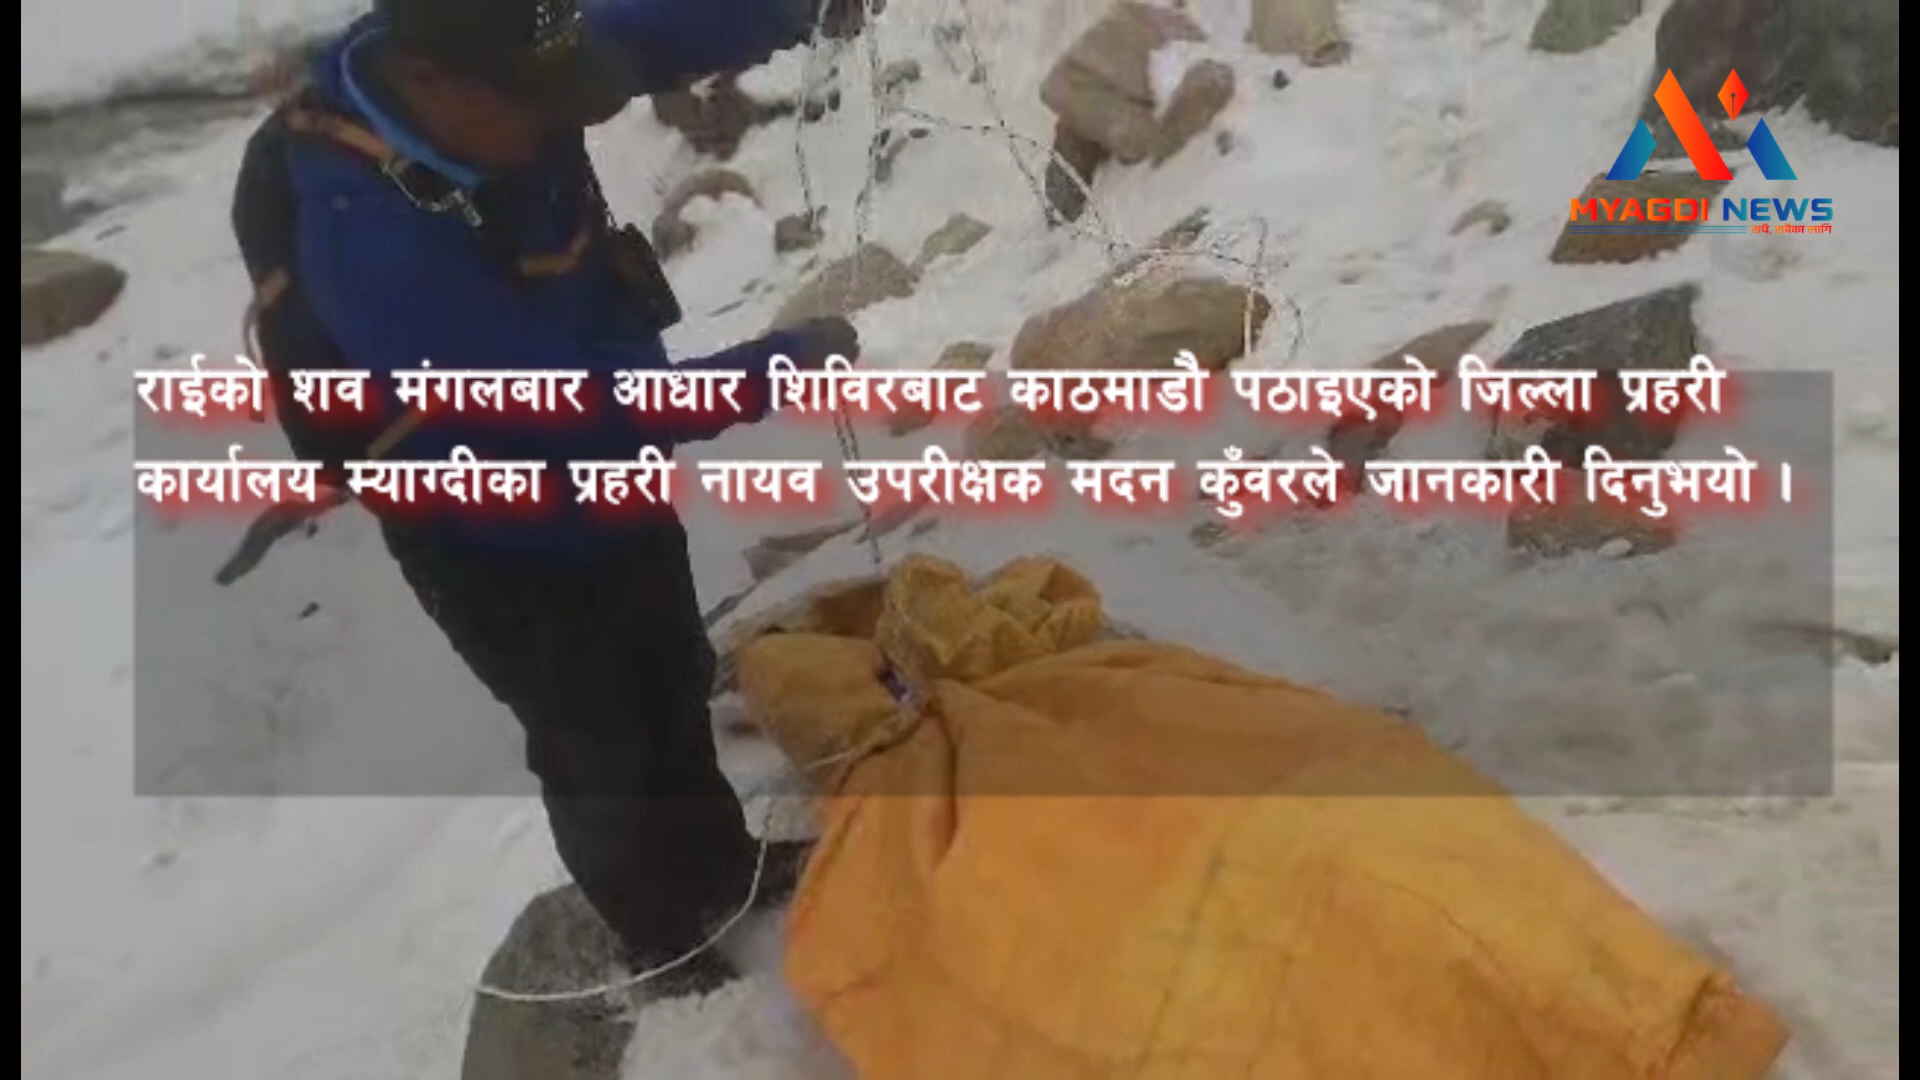 MYAGDI NEWS
राईको शव मंगलबार आधार शिविरबाट काठमाडौ पठाइएको जिल्ला प्रहरी
कार्यालय म्याग्दीका प्रहरी नायव उपरीक्षक मदन कुँवरले जानकारी दिनुभयो ।